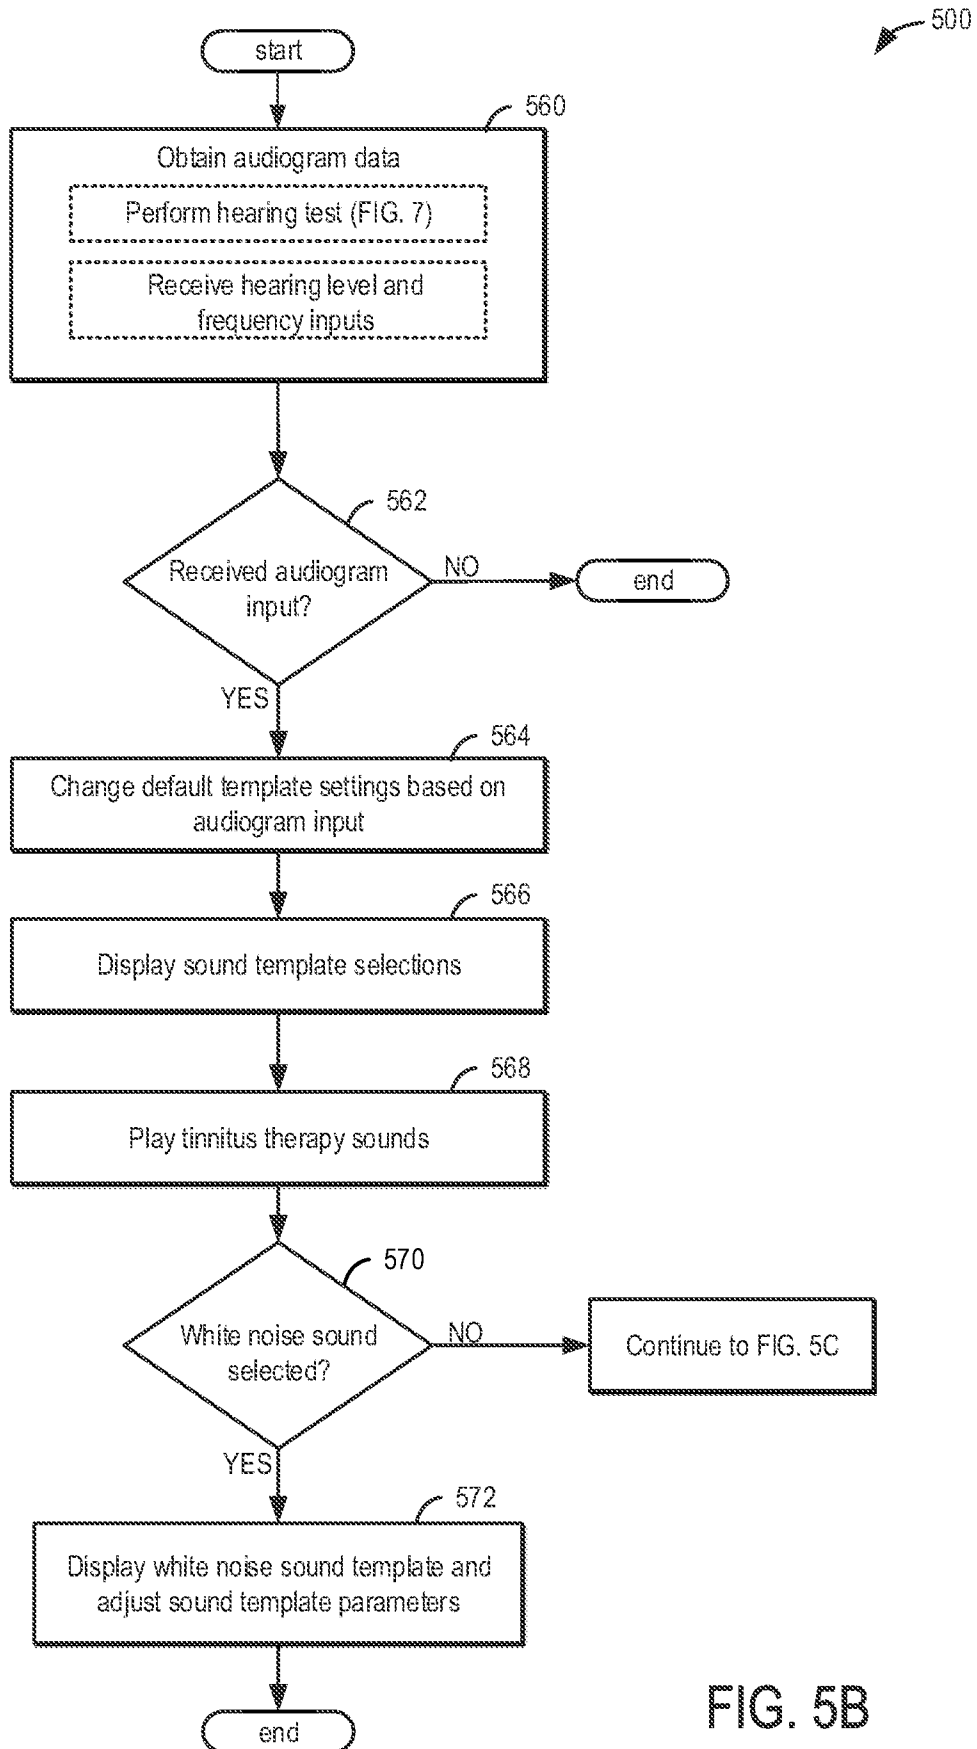 500
start
560
Obtain audiogram data
Perform hearing test (FIG. 7)
Receive hearing level and
frequency inputs
562
Received audiogram
input?
NO
end
YES
564
Change default template settings based on
audiogram input
566
Display sound template selections
568
Play tinnitus therapy sounds
570
White noise sound
selected?
NO
Continue to FIG. 5C
YES
572
Display white noise sound template and
adjust sound template parameters
end
FIG. 5B